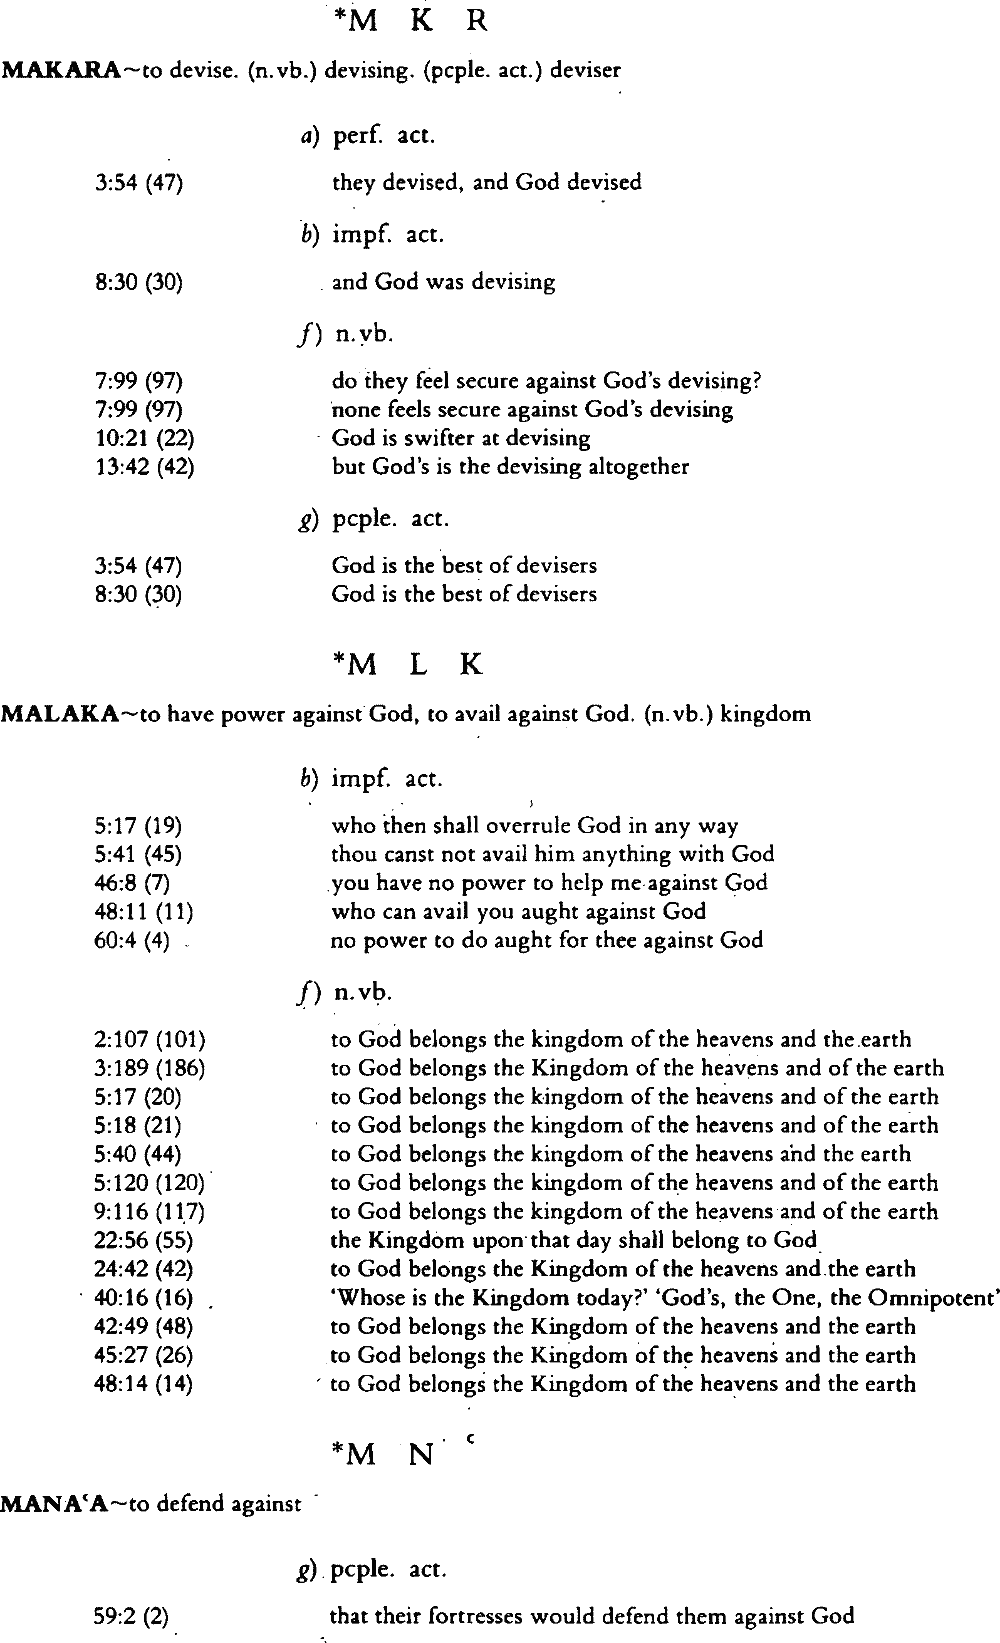 *M K R
MAKARA~to devise. (n.vb.) devising. (pcple. act.) deviser
a) perf. act.
3:54 (47) they devised, and God devised
b) impf. act.
8:30 (30) and God was devising
f) n.vb.
7:99 (97) do they feel secure against God's devising?
7:99 (97) none feels secure against God's devising
10:21 (22) God is swifter at devising
13:42 (42) but God's is the devising altogether
g) pcple. act.
3:54 (47) God is the best of devisers
8:30 (30) God is the best of devisers
*M L K
MALAKA~to have power against God, to avail against God. (n.vb.) kingdom
b) impf. act.
5:17 (19) who then shall overrule God in any way
5:41 (45) thou canst not avail him anything with God
46:8 (7) you have no power to help me against God
48:11 (11) who can avail you aught against God
60:4 (4) no power to do aught for thee against God
f) n.vb.
2:107 (101) to God belongs the kingdom of the heavens and the earth
3:189 (186) to God belongs the Kingdom of the heavens and of the earth
5:17 (20) to God belongs the kingdom of the heavens and of the earth
5:18 (21) to God belongs the kingdom of the heavens and of the earth
5:40 (44) to God belongs the kingdom of the heavens and the earth
5:120 (120) to God belongs the kingdom of the heavens and of the earth
9:116 (117) to God belongs the kingdom of the heavens and of the earth
22:56 (55) the Kingdom upon that day shall belong to God
24:42 (42) to God belongs the Kingdom of the heavens and the earth
40:16 (16) 'Whose is the Kingdom today?' 'God's, the One, the Omnipotent'
42:49 (48) to God belongs the Kingdom of the heavens and the earth
45:27 (26) to God belongs the Kingdom of the heavens and the earth
48:14 (14) to God belongs the Kingdom of the heavens and the earth
*M N ʿ
MANAʿA~to defend against
g) pcple. act.
59:2 (2) that their fortresses would defend them against God